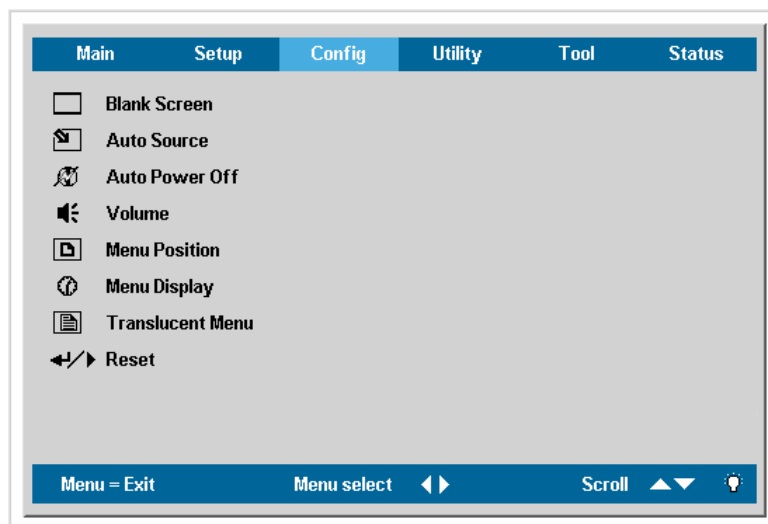 Main Setup Config Utility Tool Status
Blank Screen
Auto Source
Auto Power Off
Volume
Menu Position
Menu Display
Translucent Menu
Reset
Menu = Exit Menu select Scroll